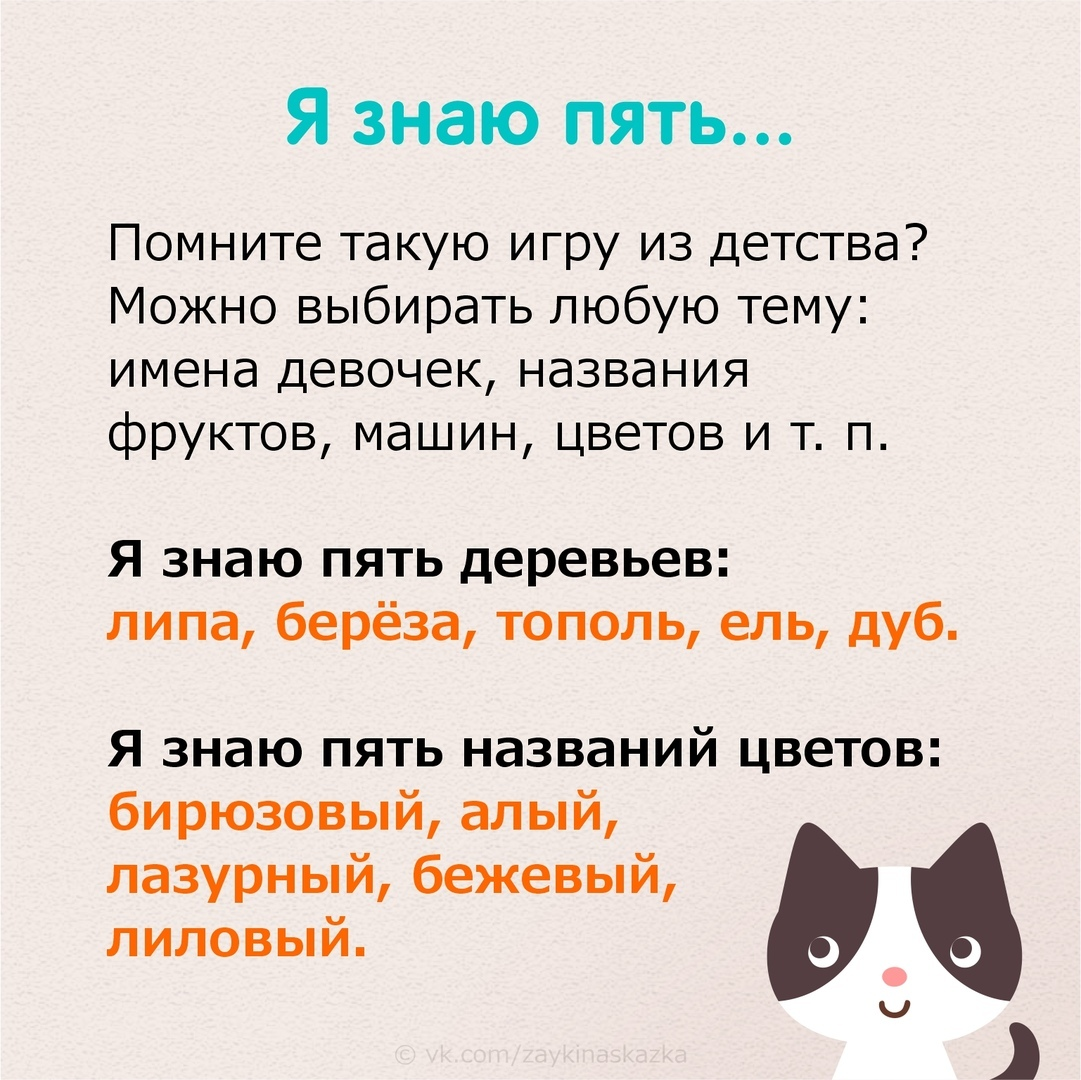 Я знаю пять...
Помните такую игру из детства?
Можно выбирать любую тему:
имена девочек, названия
фруктов, машин, цветов и т. п.
Я знаю пять деревьев:
липа, берёза, тополь, ель, дуб.
Я знаю пять названий цветов:
бирюзовый, алый,
лазурный, бежевый,
лиловый.
© vk.com/zaykinaskazka